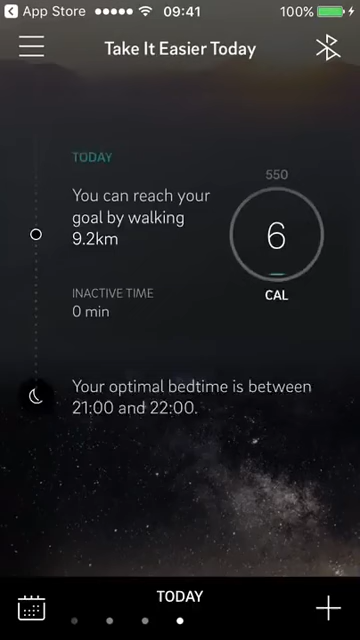 App Store 09:41 100%
Take It Easier Today
TODAY
You can reach your
goal by walking
9.2km
550
6
CAL
INACTIVE TIME
0 min
Your optimal bedtime is between
21:00 and 22:00.
TODAY